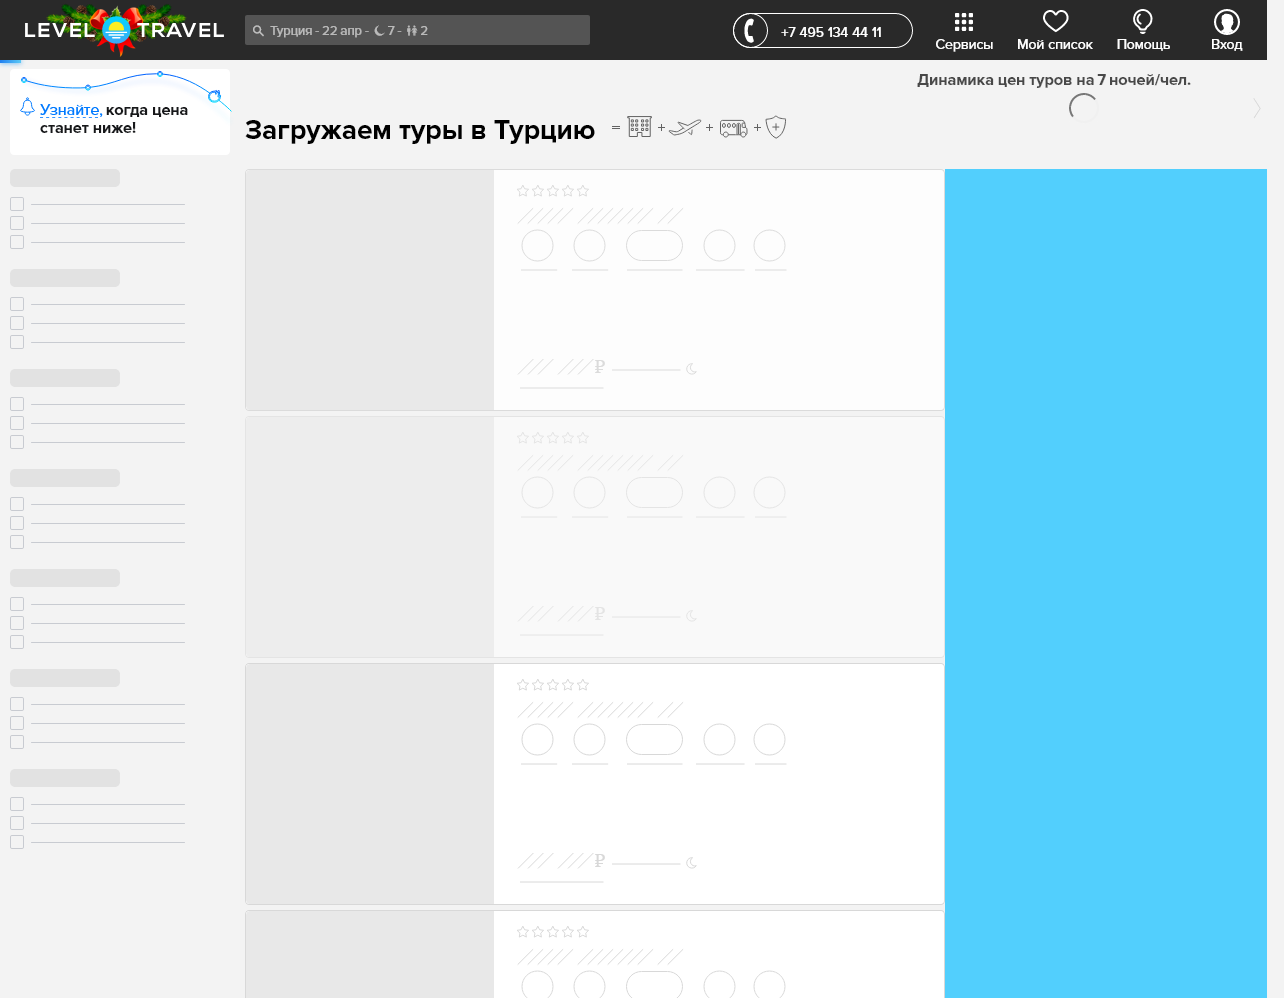 LEVEL TRAVEL
Турция - 22 апр - 7 - 2
+7 495 134 44 11
Сервисы
Мой список
Помощь
Вход
Узнайте, когда цена
станет ниже!
Динамика цен туров на 7 ночей/чел.
Загружаем туры в Турцию = + + +
₽
₽
₽